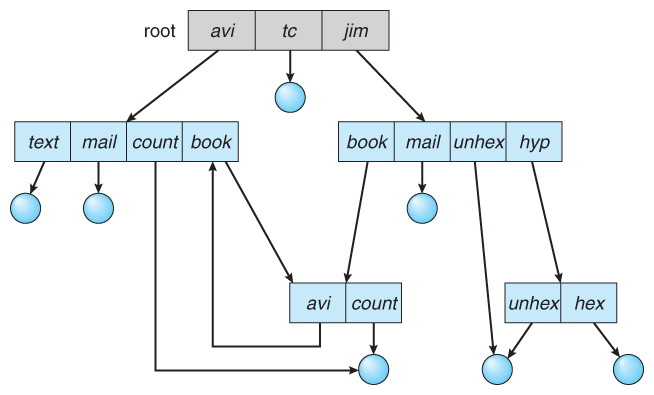 root avi tc jim
text mail count book book mail unhex hyp
avi count unhex hex